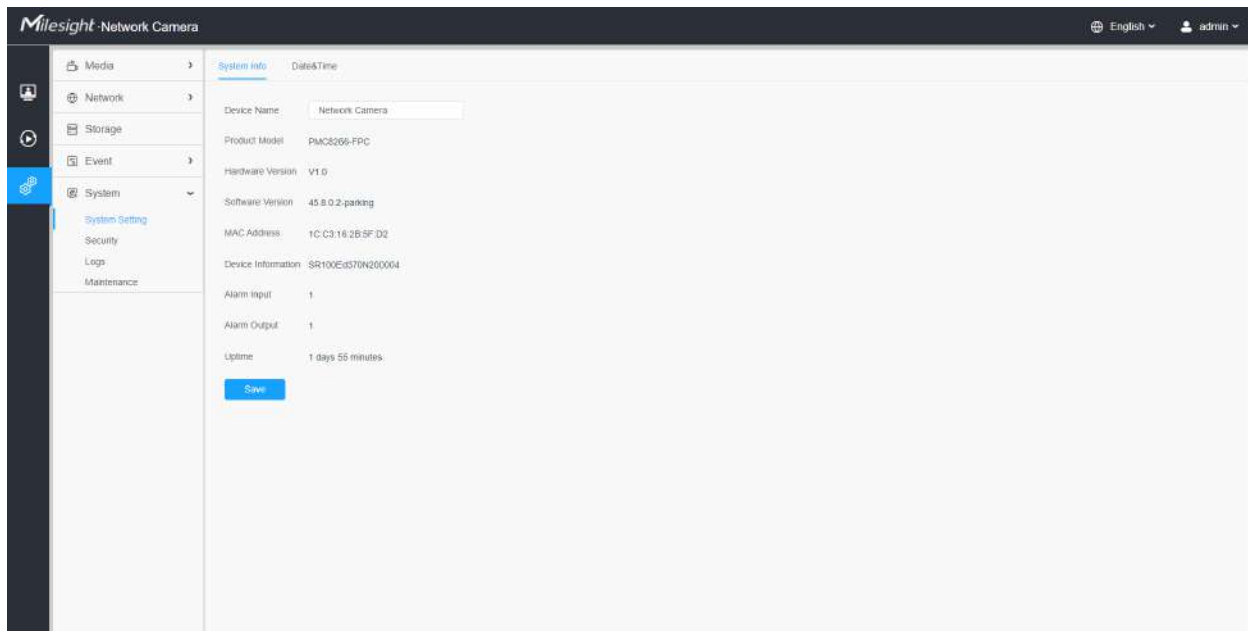 Milesight -Network Camera
English
admin
Media
Network
Storage
Event
System
System Setting
Security
Logs
Maintenance
System Info Date&Time
Device Name Network Camera
Product Model PMC8266-FPC
Hardware Version V1.0
Software Version 45.8.0.2-parking
MAC Address 1C:C3:16:2B:5F:D2
Device Information SR100Ed370N200004
Alarm Input 1
Alarm Output 1
Uptime 1 days 55 minutes
Save